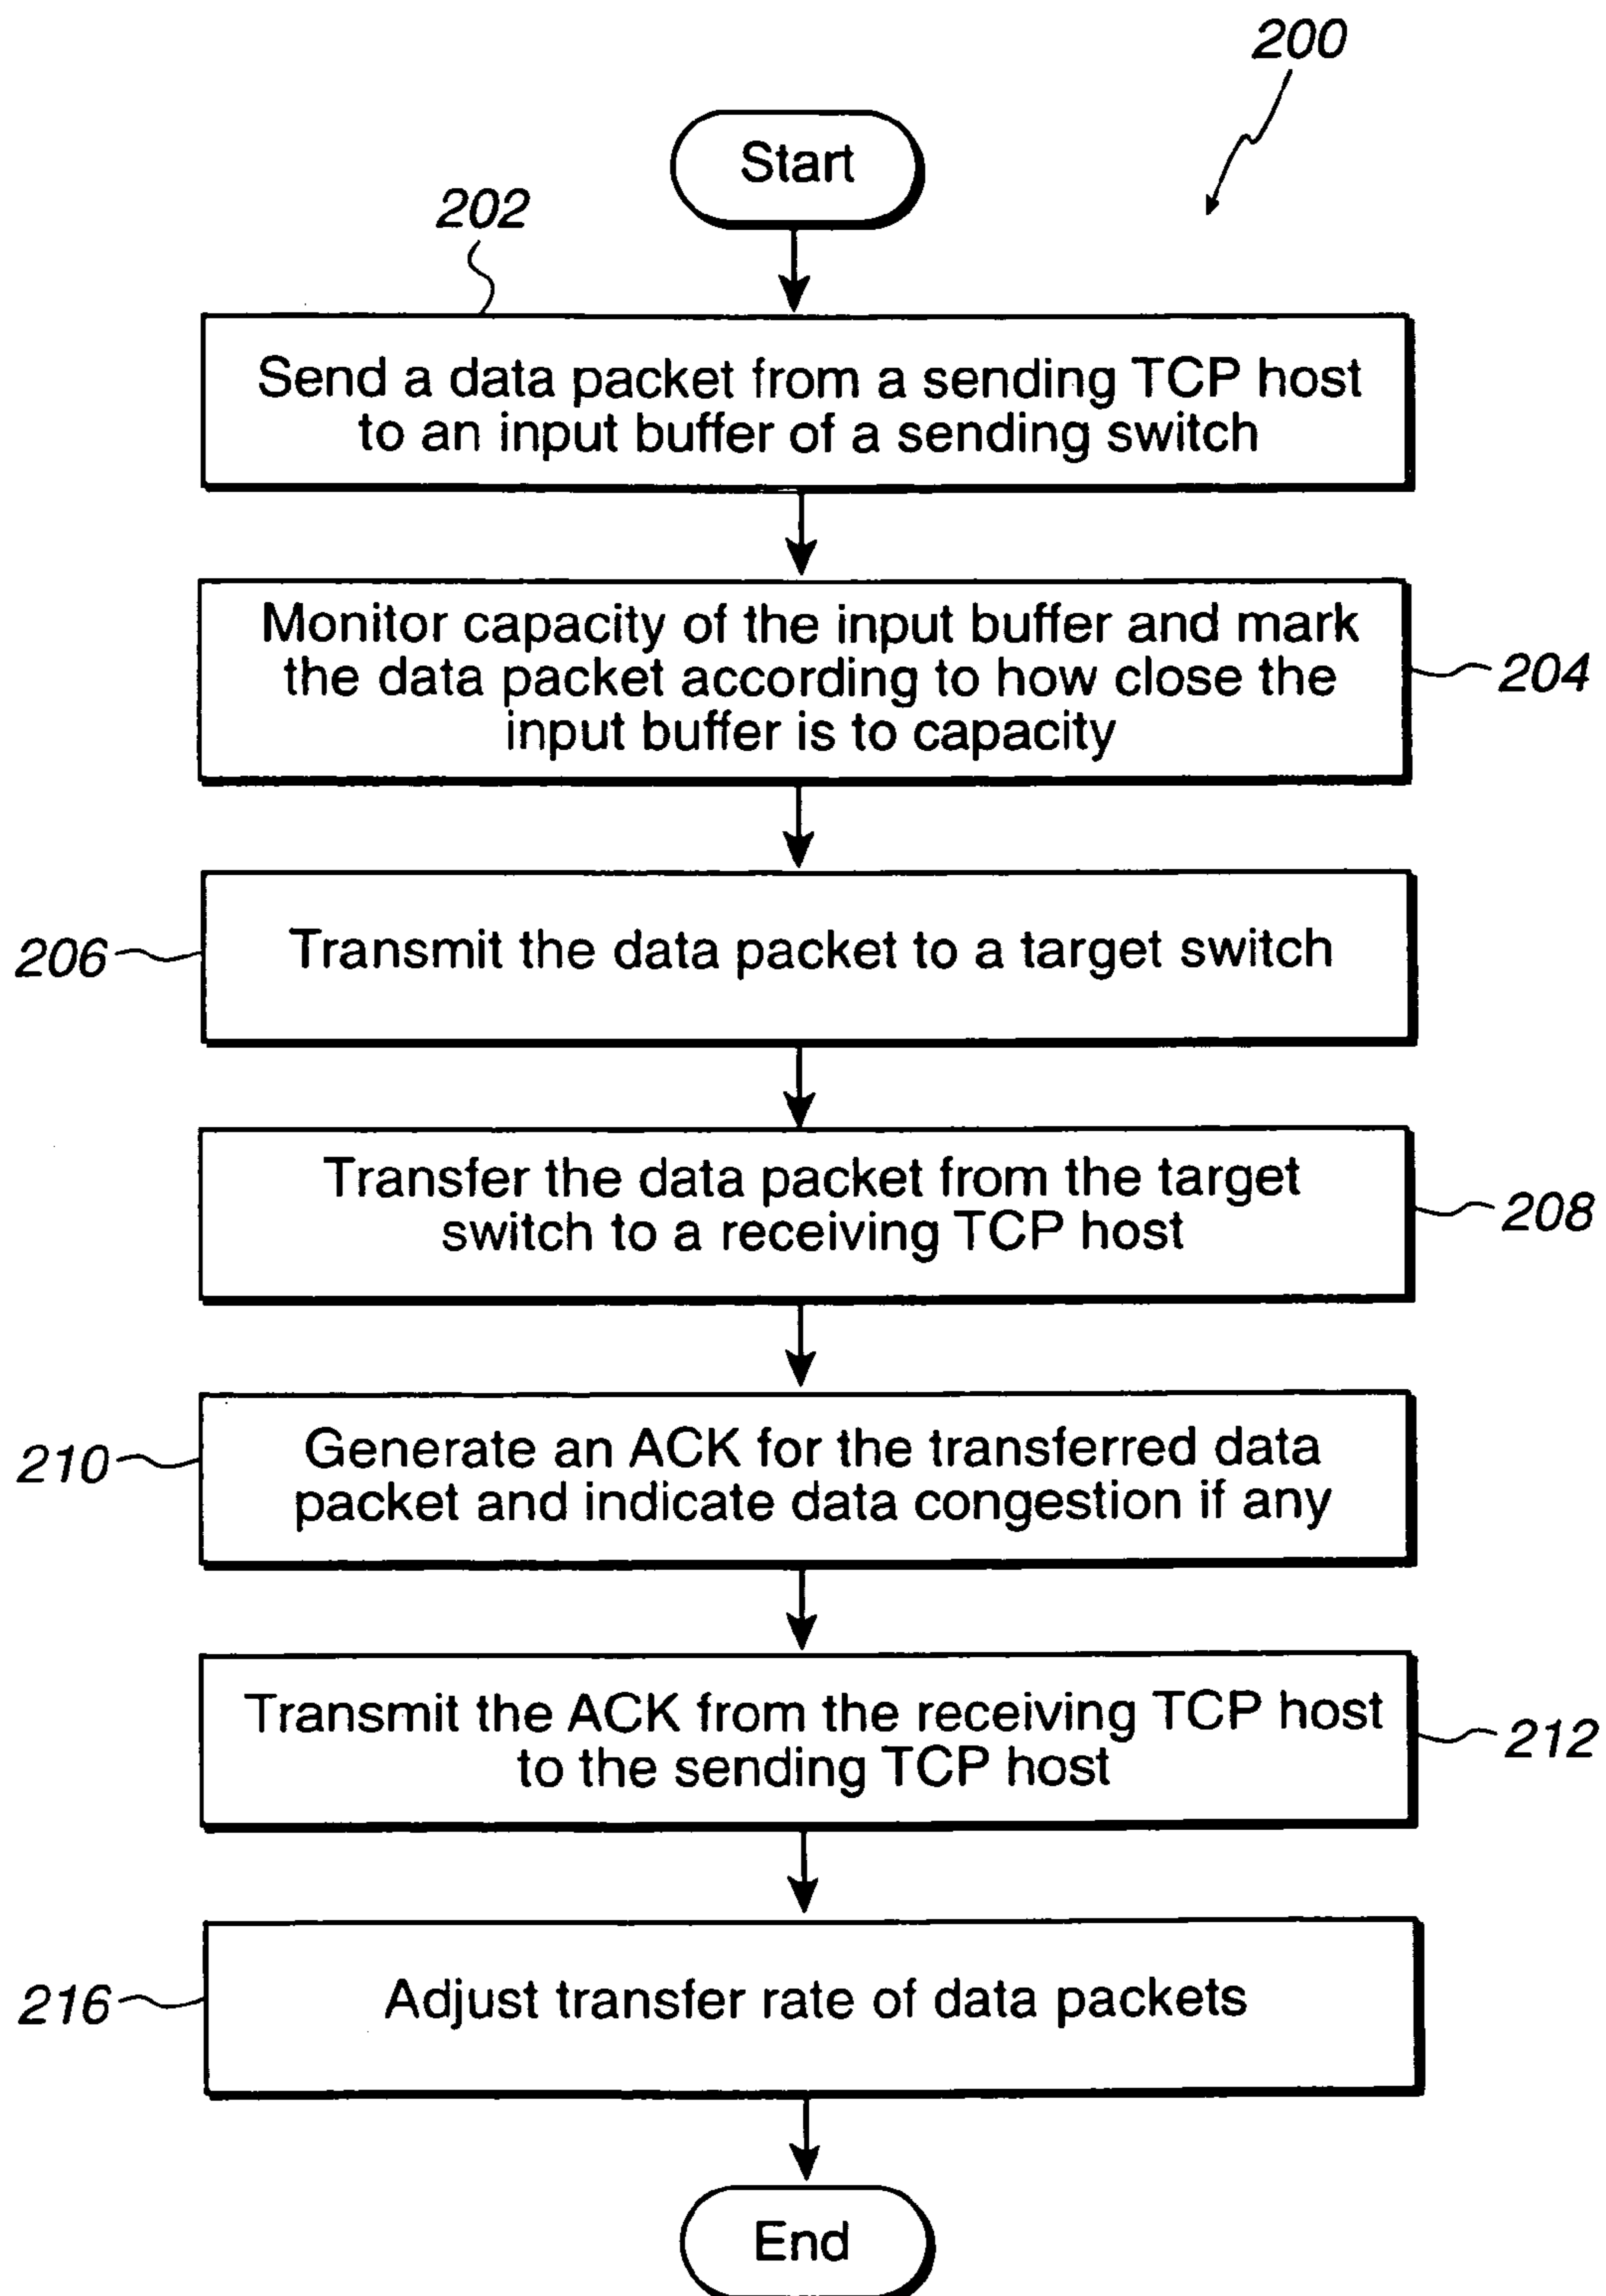 200
Start
202
Send a data packet from a sending TCP host
to an input buffer of a sending switch
Monitor capacity of the input buffer and mark
the data packet according to how close the
input buffer is to capacity
204
206
Transmit the data packet to a target switch
Transfer the data packet from the target
switch to a receiving TCP host
208
210
Generate an ACK for the transferred data
packet and indicate data congestion if any
Transmit the ACK from the receiving TCP host
to the sending TCP host
212
216
Adjust transfer rate of data packets
End